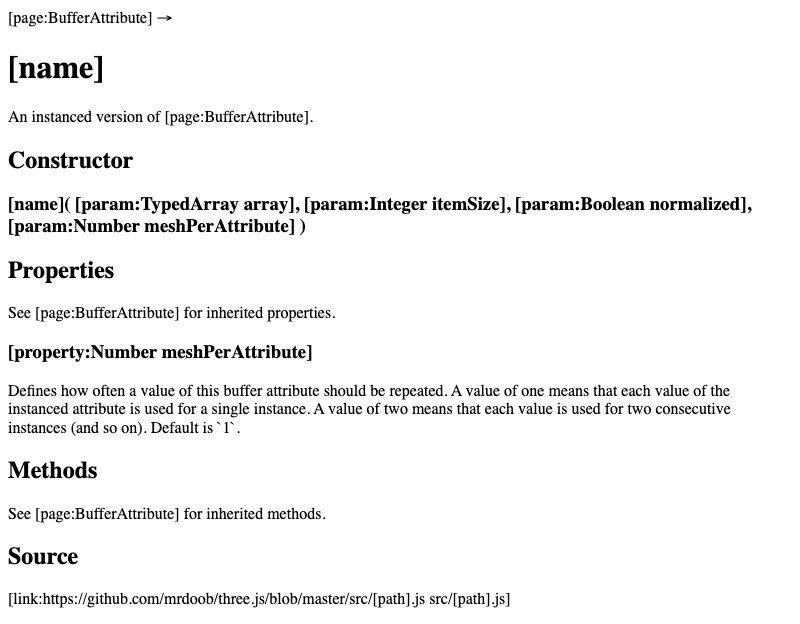 [page:BufferAttribute] →
[name]
An instanced version of [page:BufferAttribute].
Constructor
[name]( [param:TypedArray array], [param:Integer itemSize], [param:Boolean normalized],
[param:Number meshPerAttribute] )
Properties
See [page:BufferAttribute] for inherited properties.
[property:Number meshPerAttribute]
Defines how often a value of this buffer attribute should be repeated. A value of one means that each value of the
instanced attribute is used for a single instance. A value of two means that each value is used for two consecutive
instances (and so on). Default is `1`.
Methods
See [page:BufferAttribute] for inherited methods.
Source
[link:https://github.com/mrdoob/three.js/blob/master/src/[path].js src/[path].js]